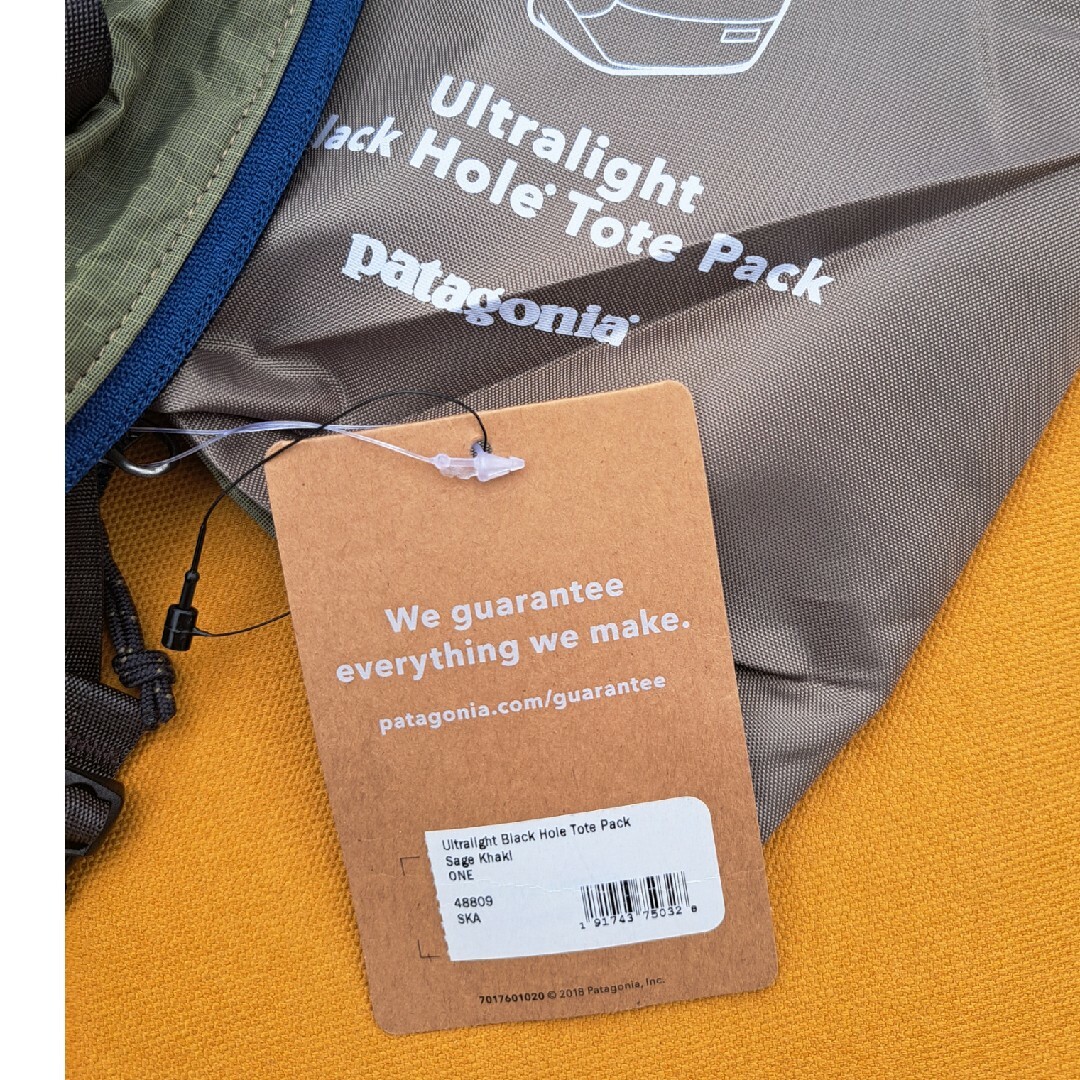 Ultralight
lack Hole® Tote Pack
patagonia®
We guarantee
everything we make.
patagonia.com/guarantee
Ultralight Black Hole Tote Pack
Sage Khaki
ONE
48809
SKA
1 91743 75032 8
7017601020 © 2018 Patagonia, Inc.